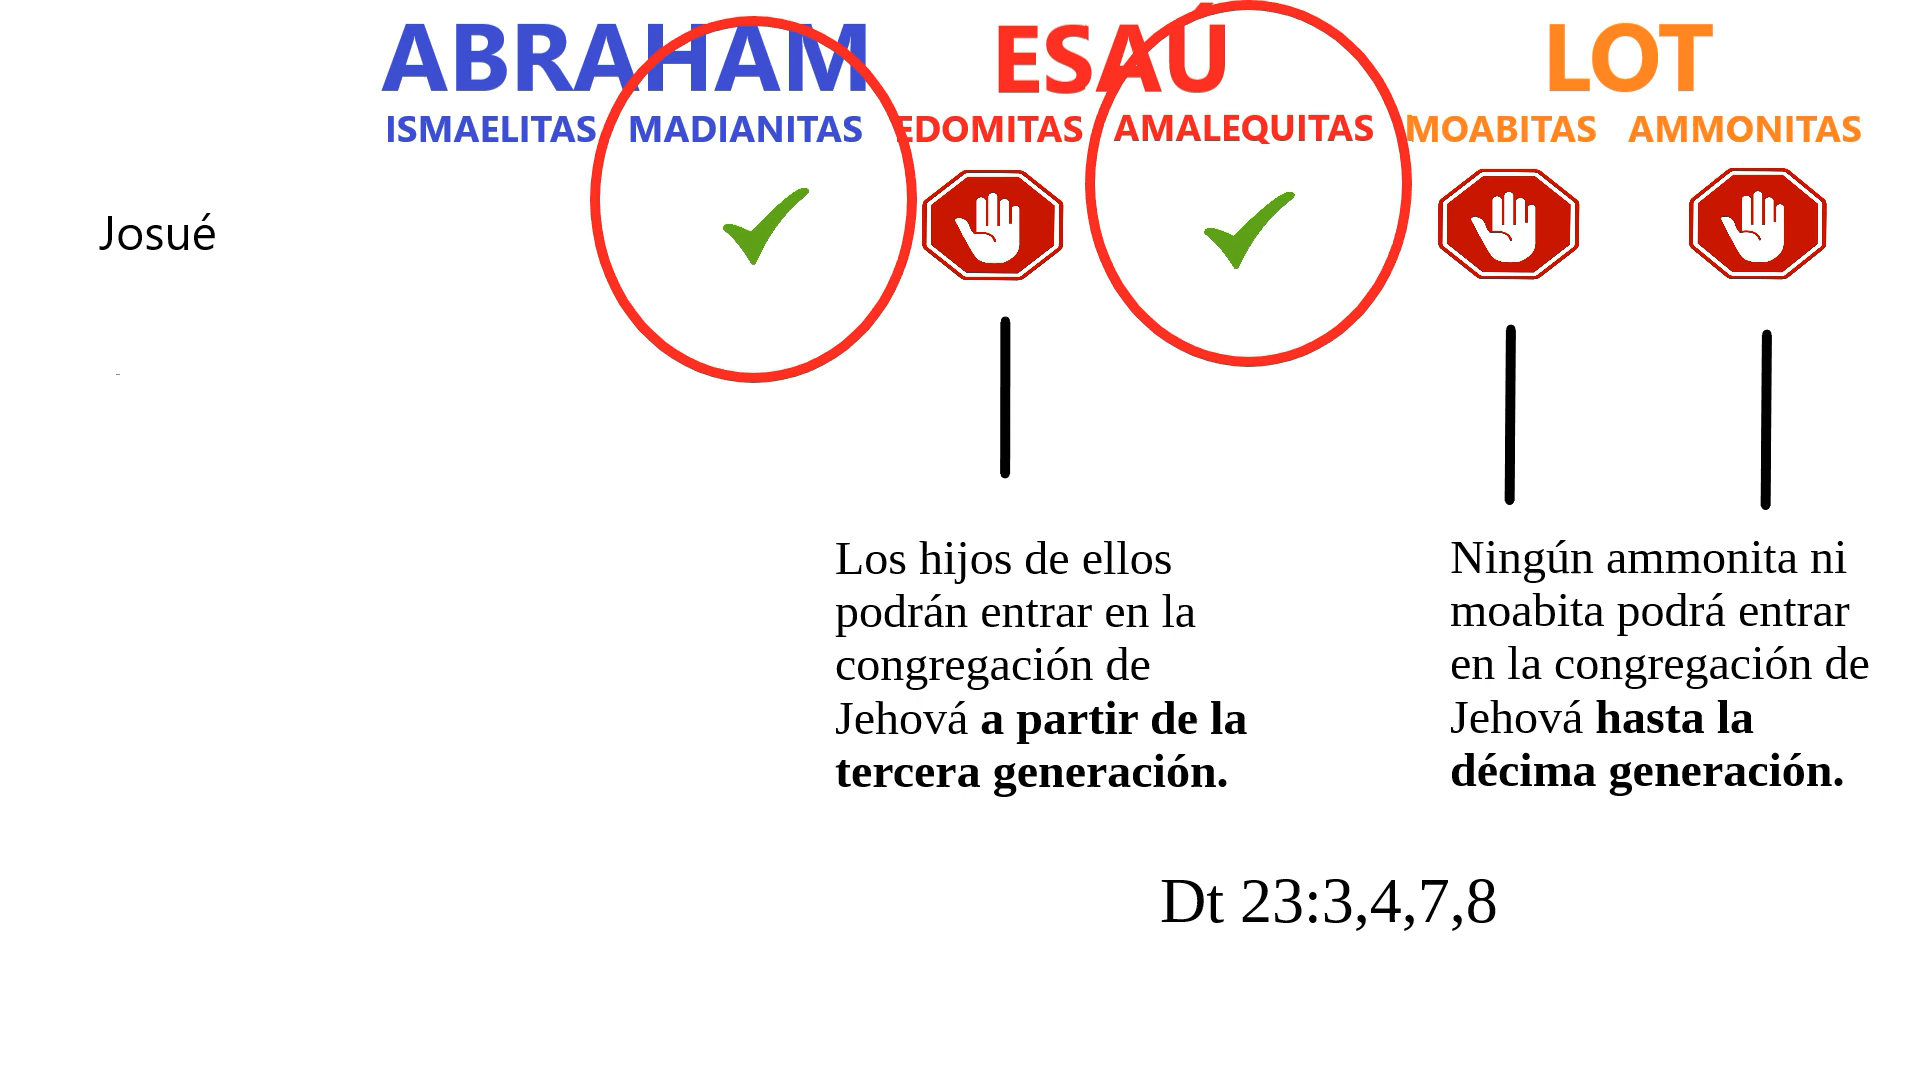 ABRAHAM ESAÚ LOT
ISMAELITAS MADIANITAS EDOMITAS AMALEQUITAS MOABITAS AMMONITAS
Josué
Los hijos de ellos
podrán entrar en la
congregación de
Jehová a partir de la
tercera generación.
Ningún ammonita ni
moabita podrá entrar
en la congregación de
Jehová hasta la
décima generación.
Dt 23:3,4,7,8